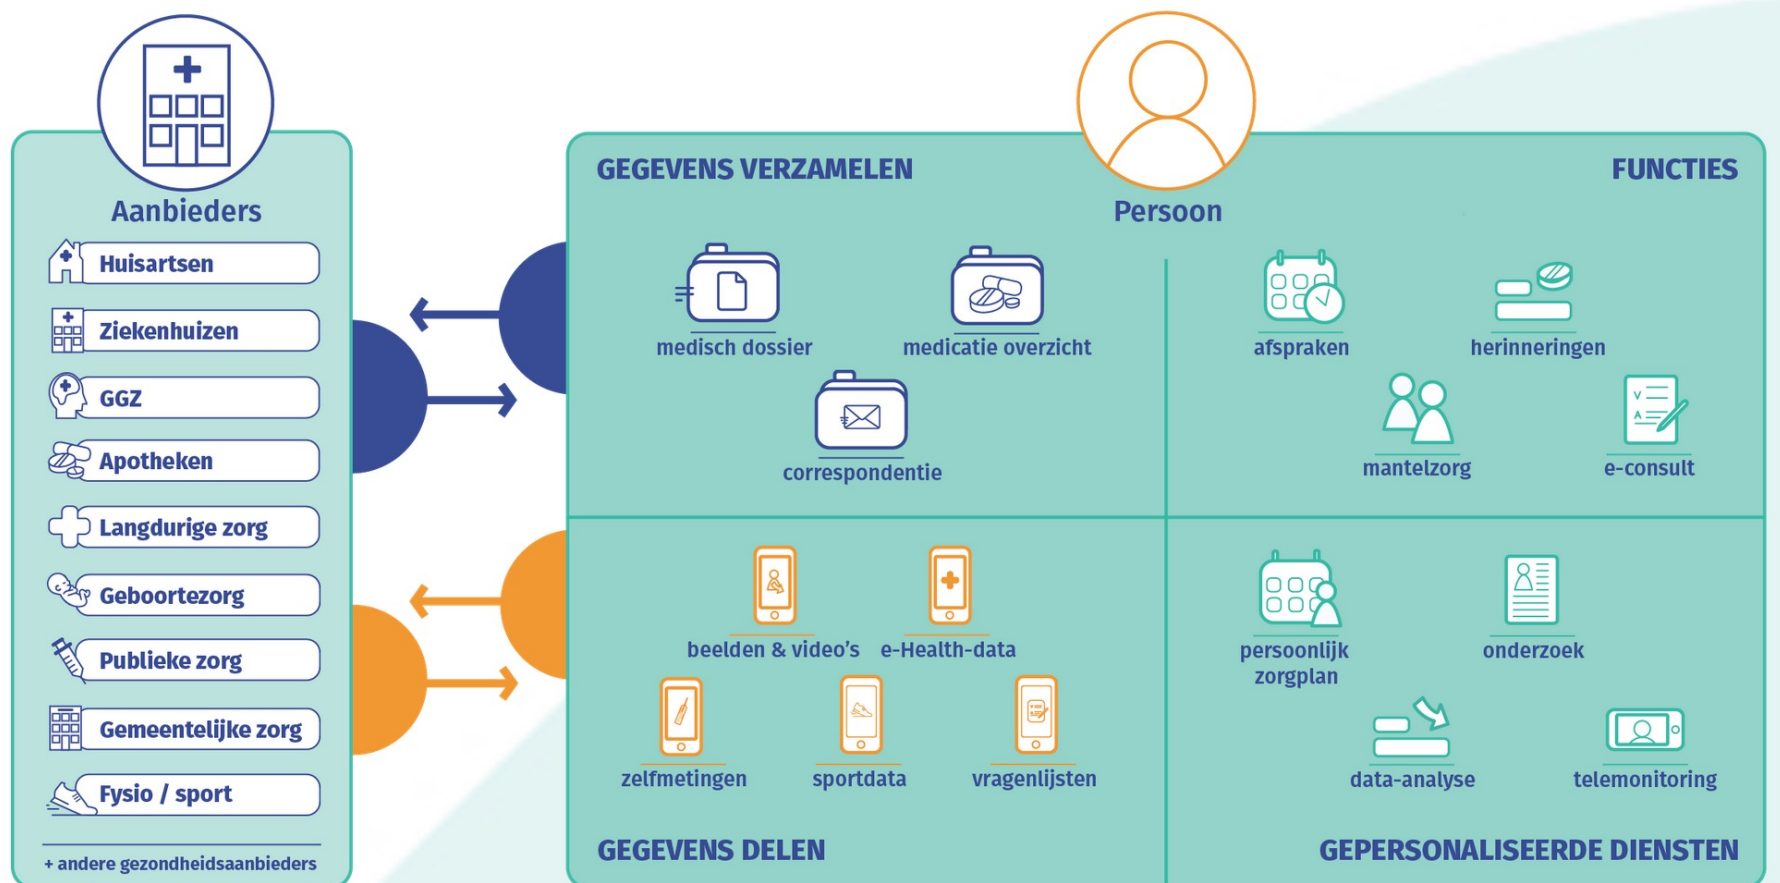 Aanbieders
Huisartsen
Ziekenhuizen
GGZ
Apotheken
Langdurige zorg
Geboortezorg
Publieke zorg
Gemeentelijke zorg
Fysio / sport
+ andere gezondheidsaanbieders
Persoon
GEGEVENS VERZAMELEN
medisch dossier
medicatie overzicht
correspondentie
FUNCTIES
afspraken
herinneringen
mantelzorg
e-consult
beelden & video's
e-Health-data
zelfmetingen
sportdata
vragenlijsten
GEGEVENS DELEN
persoonlijk
zorgplan
onderzoek
data-analyse
telemonitoring
GEPERSONALISEERDE DIENSTEN